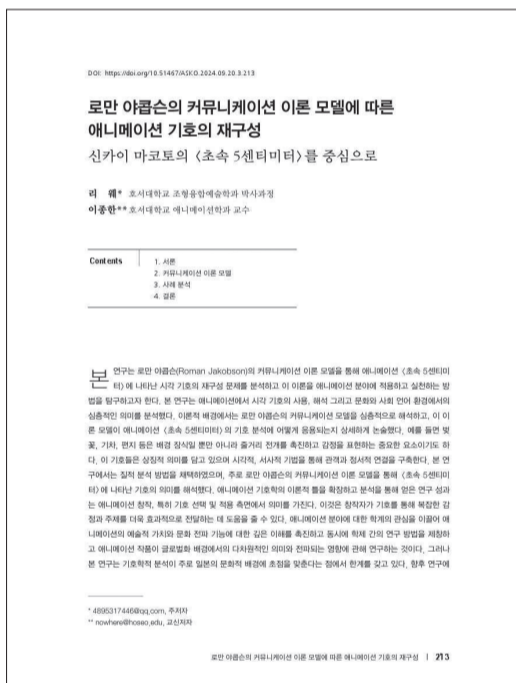 DOI: https://doi.org/10.51467/ASKO.2024.09.20.3.213
로만 야콥슨의 커뮤니케이션 이론 모델에 따른
애니메이션 기호의 재구성
신카이 마코토의 〈초속 5센티미터〉를 중심으로
리 웨* 호서대학교 조형융합예술학과 박사과정
이종한** 호서대학교 애니메이션학과 교수
Contents
1. 서론
2. 커뮤니케이션 이론 모델
3. 사례 분석
4. 결론
본 연구는 로만 야콥슨(Roman Jakobson)의 커뮤니케이션 이론 모델을 통해 애니메이션 〈초속 5센티미
터〉에 나타난 시각 기호의 재구성 문제를 분석하고 이 이론을 애니메이션 분야에 적용하고 실천하는 방
법을 탐구하고자 한다. 본 연구는 애니메이션에서 시각 기호의 사용, 해석 그리고 문화와 사회 언어 환경에서의
심층적인 의미를 분석했다. 이론적 배경에서는 로만 야콥슨의 커뮤니케이션 모델을 심층적으로 해석하고, 이 이
론 모델이 애니메이션 〈초속 5센티미터〉의 기호 분석에 어떻게 응용되는지 상세하게 논술했다. 예를 들면 벚
꽃, 기차, 편지 등은 배경 장식일 뿐만 아니라 줄거리 전개를 촉진하고 감정을 표현하는 중요한 요소이기도 하
다. 이 기호들은 상징적 의미를 담고 있으며 시각적, 서사적 기법을 통해 관객과 정서적 연결을 구축한다. 본 연
구에서는 질적 분석 방법을 채택하였으며, 주로 로만 야콥슨의 커뮤니케이션 이론 모델을 통해 〈초속 5센티미
터〉에 나타난 기호의 의미를 해석했다. 애니메이션 기호학의 이론적 틀을 확장하고 분석을 통해 얻은 연구 성과
는 애니메이션 창작, 특히 기호 선택 및 적용 측면에서 의미를 가진다. 이것은 창작자가 기호를 통해 복잡한 감
정과 주제를 더욱 효과적으로 전달하는 데 도움을 줄 수 있다. 애니메이션 분야에 대한 학계의 관심을 이끌어 애
니메이션의 예술적 가치와 문화 전파 기능에 대한 깊은 이해를 촉진하고 동시에 학제 간의 연구 방법을 제창하
고 애니메이션 작품이 글로벌화 배경에서의 다차원적인 의미와 전파되는 영향에 관해 연구하는 것이다. 그러나
본 연구는 기호학적 분석이 주로 일본의 문화적 배경에 초점을 맞춘다는 점에서 한계를 갖고 있다. 향후 연구에
* 4895317446@qq.com, 주저자
** nowhere@hoseo.edu, 교신저자
로만 야콥슨의 커뮤니케이션 이론 모델에 따른 애니메이션 기호의 재구성 | 213